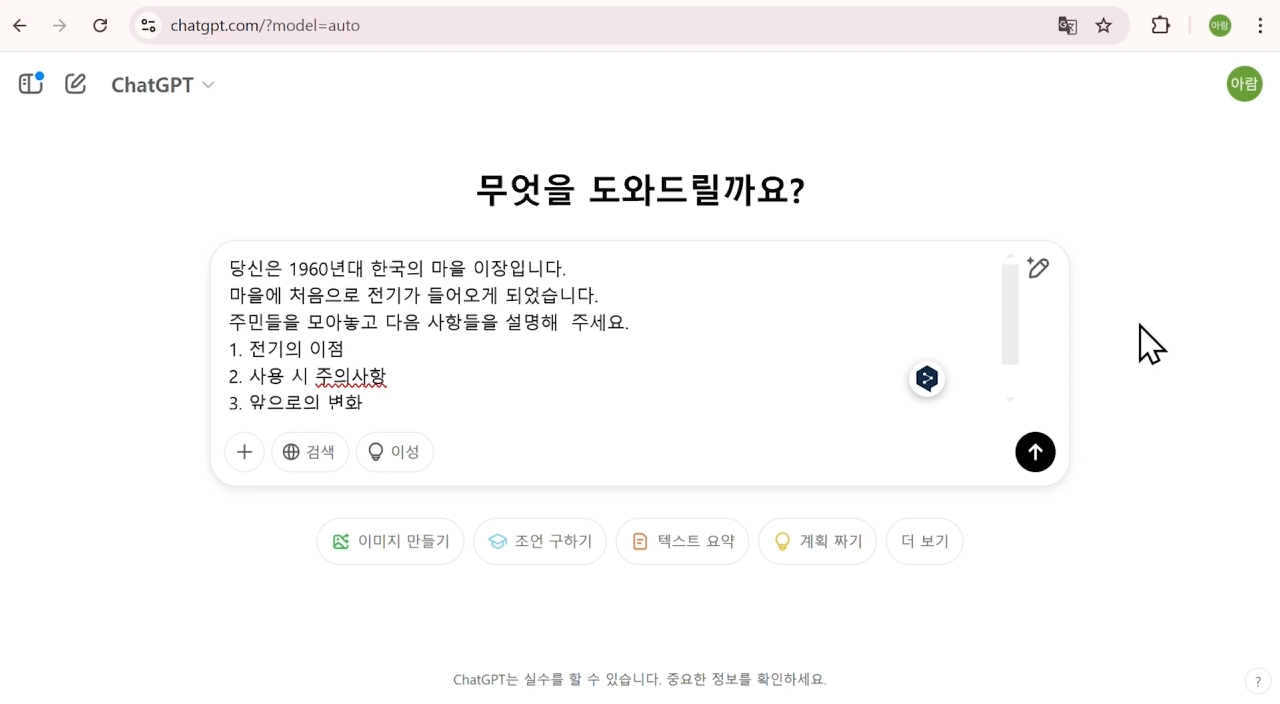 chatgpt.com/?model=auto
아람
ChatGPT
아람
무엇을 도와드릴까요?
당신은 1960년대 한국의 마을 이장입니다.
마을에 처음으로 전기가 들어오게 되었습니다.
주민들을 모아놓고 다음 사항들을 설명해  주세요.
1. 전기의 이점
2. 사용 시 주의사항
3. 앞으로의 변화
검색
이성
이미지 만들기
조언 구하기
텍스트 요약
계획 짜기
더 보기
ChatGPT는 실수를 할 수 있습니다. 중요한 정보를 확인하세요.
?